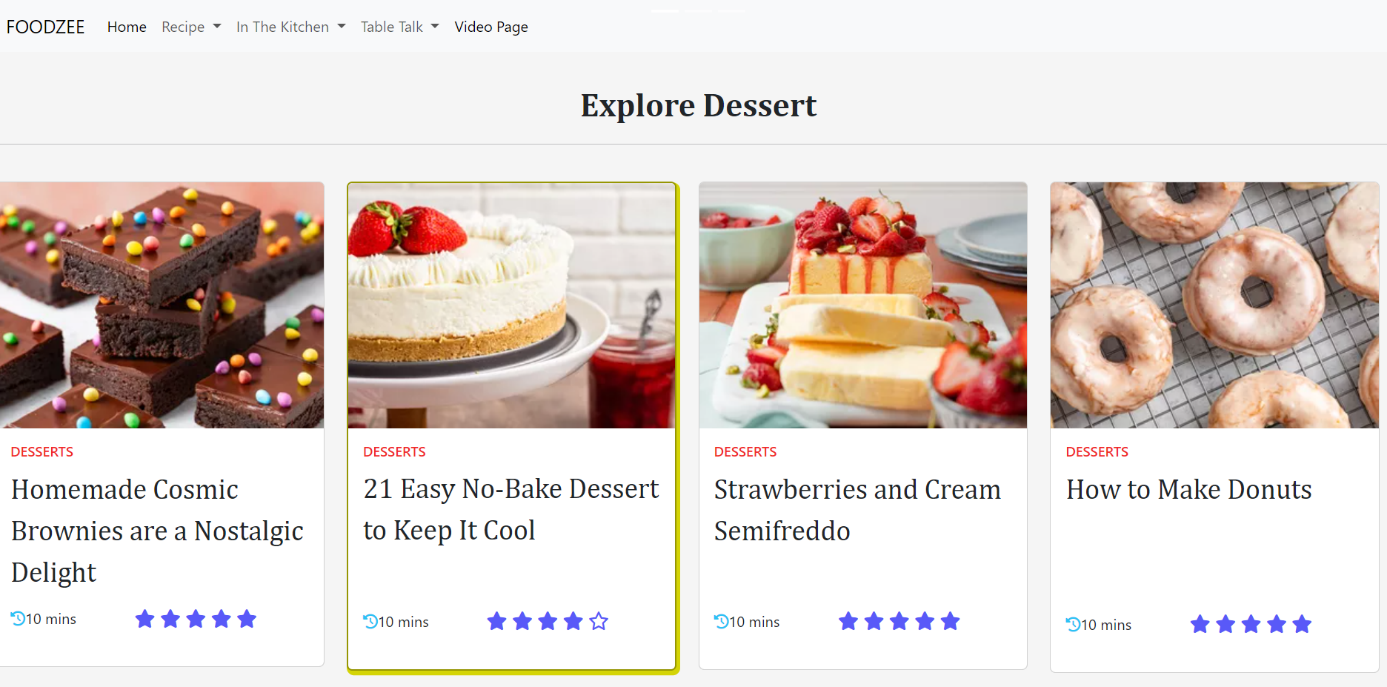 FOODZEE Home Recipe In The Kitchen Table Talk Video Page
Explore Dessert
DESSERTS
Homemade Cosmic
Brownies are a Nostalgic
Delight
10 mins
DESSERTS
21 Easy No-Bake Dessert
to Keep It Cool
10 mins
DESSERTS
Strawberries and Cream
Semifreddo
10 mins
DESSERTS
How to Make Donuts
10 mins